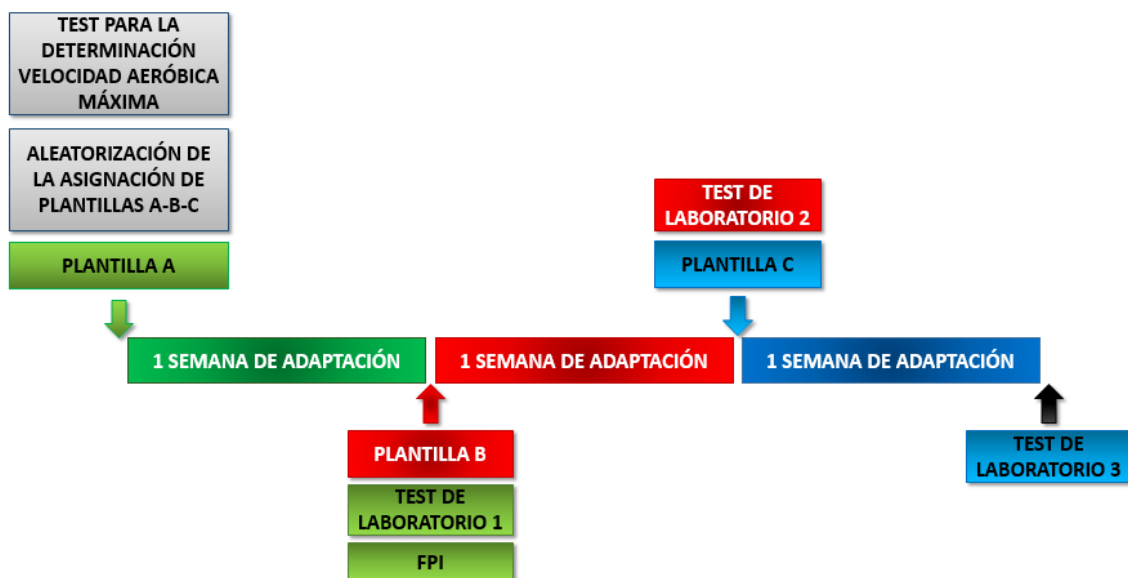 TEST PARA LA
DETERMINACIÓN
VELOCIDAD AERÓBICA
MÁXIMA
ALEATORIZACIÓN DE
LA ASIGNACIÓN DE
PLANTILLAS A-B-C
PLANTILLA A
TEST DE
LABORATORIO 2
PLANTILLA C
1 SEMANA DE ADAPTACIÓN
1 SEMANA DE ADAPTACIÓN
1 SEMANA DE ADAPTACIÓN
PLANTILLA B
TEST DE
LABORATORIO 1
FPI
TEST DE
LABORATORIO 3